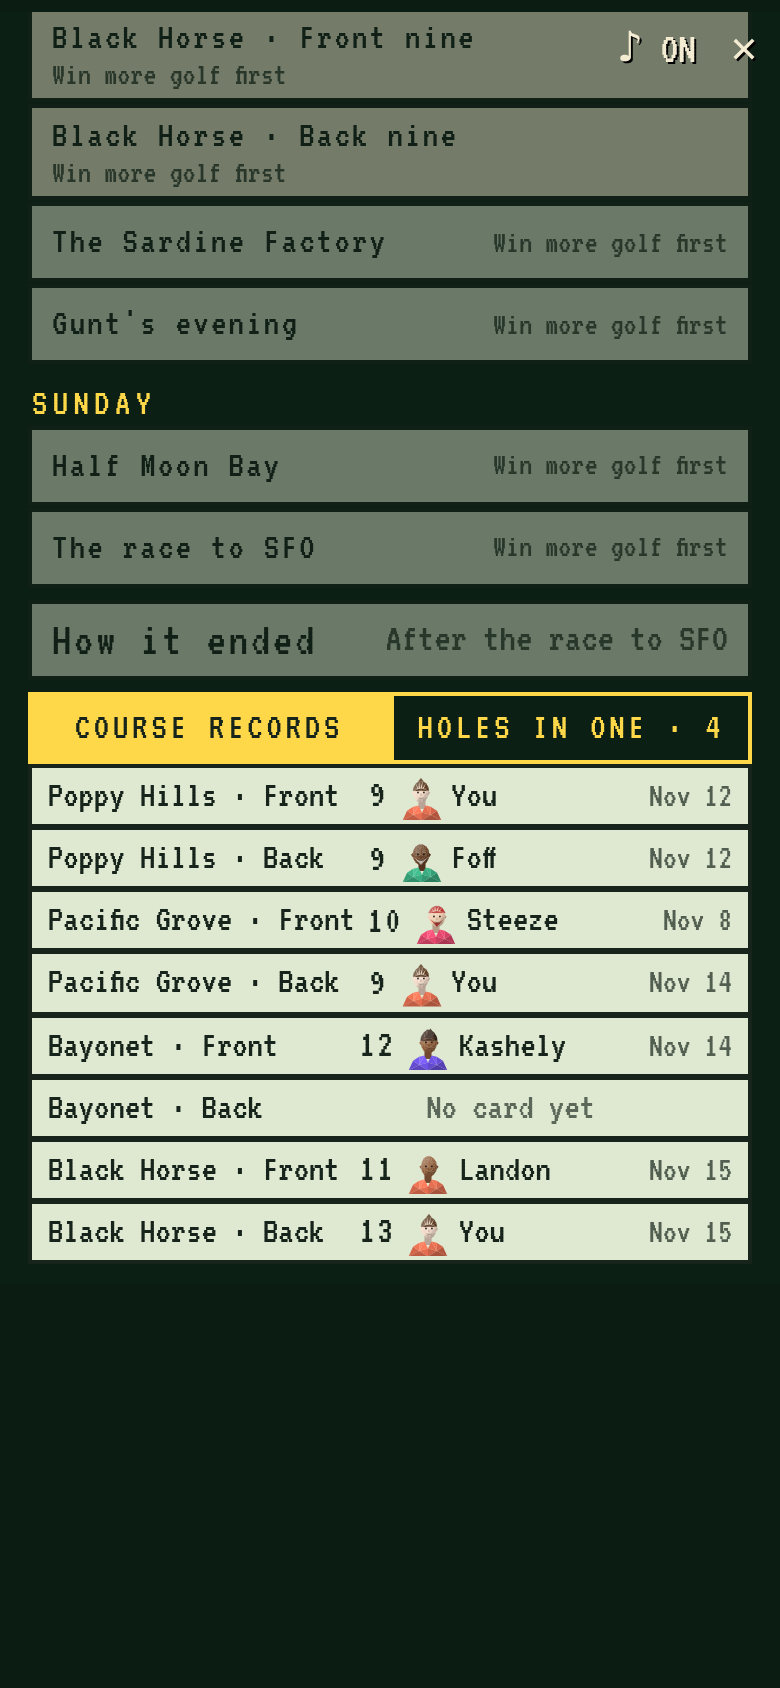 Black Horse · Front nine
♪ ON ×
Win more golf first
Black Horse · Back nine
Win more golf first
The Sardine Factory Win more golf first
Gunt's evening Win more golf first
SUNDAY
Half Moon Bay Win more golf first
The race to SFO Win more golf first
How it ended After the race to SFO
COURSE RECORDS HOLES IN ONE · 4
Poppy Hills · Front 9 You Nov 12
Poppy Hills · Back 9 Foff Nov 12
Pacific Grove · Front 10 Steeze Nov 8
Pacific Grove · Back 9 You Nov 14
Bayonet · Front 12 Kashely Nov 14
Bayonet · Back No card yet
Black Horse · Front 11 Landon Nov 15
Black Horse · Back 13 You Nov 15